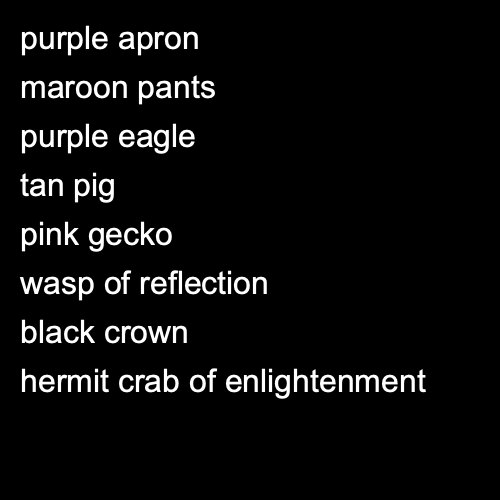 purple apron
maroon pants
purple eagle
tan pig
pink gecko
wasp of reflection
black crown
hermit crab of enlightenment